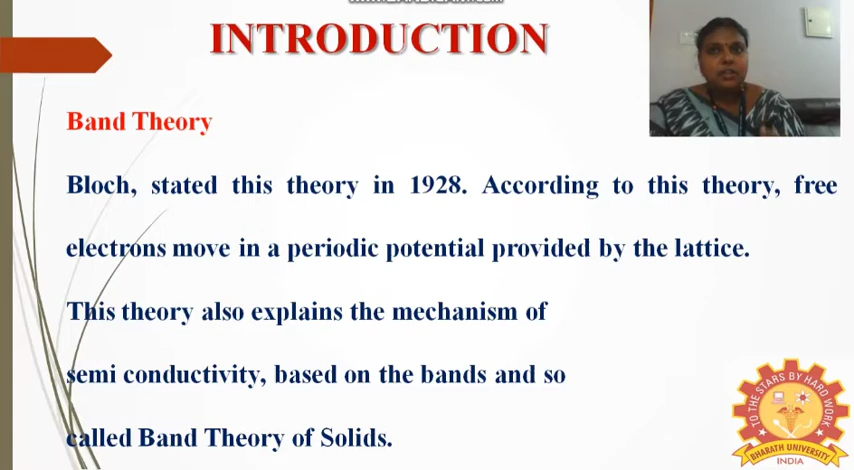 INTRODUCTION
Band Theory
Bloch, stated this theory in 1928. According to this theory, free
electrons move in a periodic potential provided by the lattice.
This theory also explains the mechanism of
semi conductivity, based on the bands and so
called Band Theory of Solids.
TO THE STARS BY HARD WORK
BHARATH UNIVERSITY
INDIA